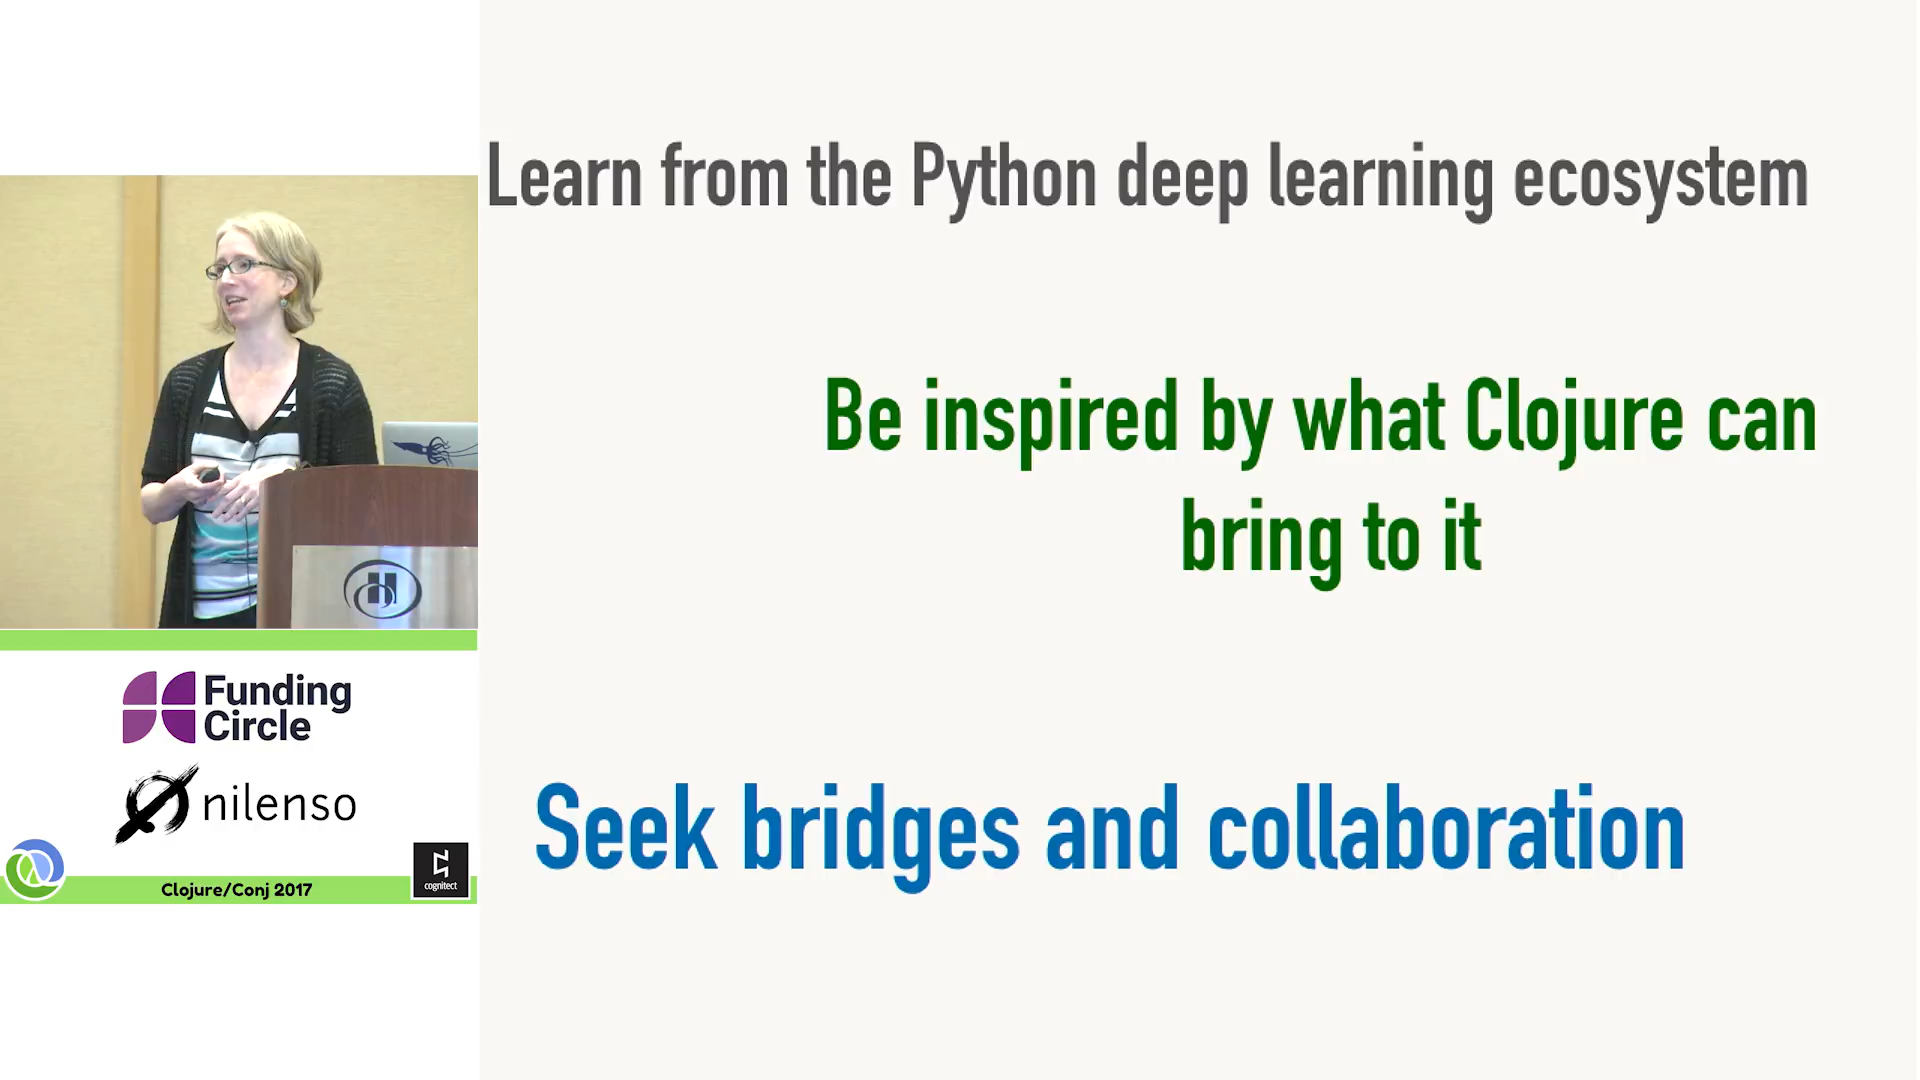 Learn from the Python deep learning ecosystem
Be inspired by what Clojure can
bring to it
Seek bridges and collaboration
Funding
Circle
nilenso
Clojure/Conj 2017
cognitect